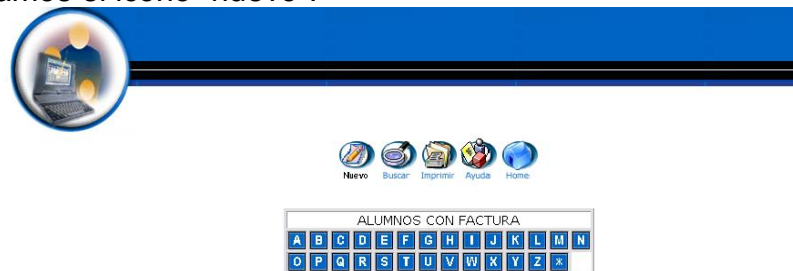 Nuevo Buscar Imprimir Ayuda Home
ALUMNOS CON FACTURA
A B C D E F G H I J K L M N
O P Q R S T U V W X Y Z *